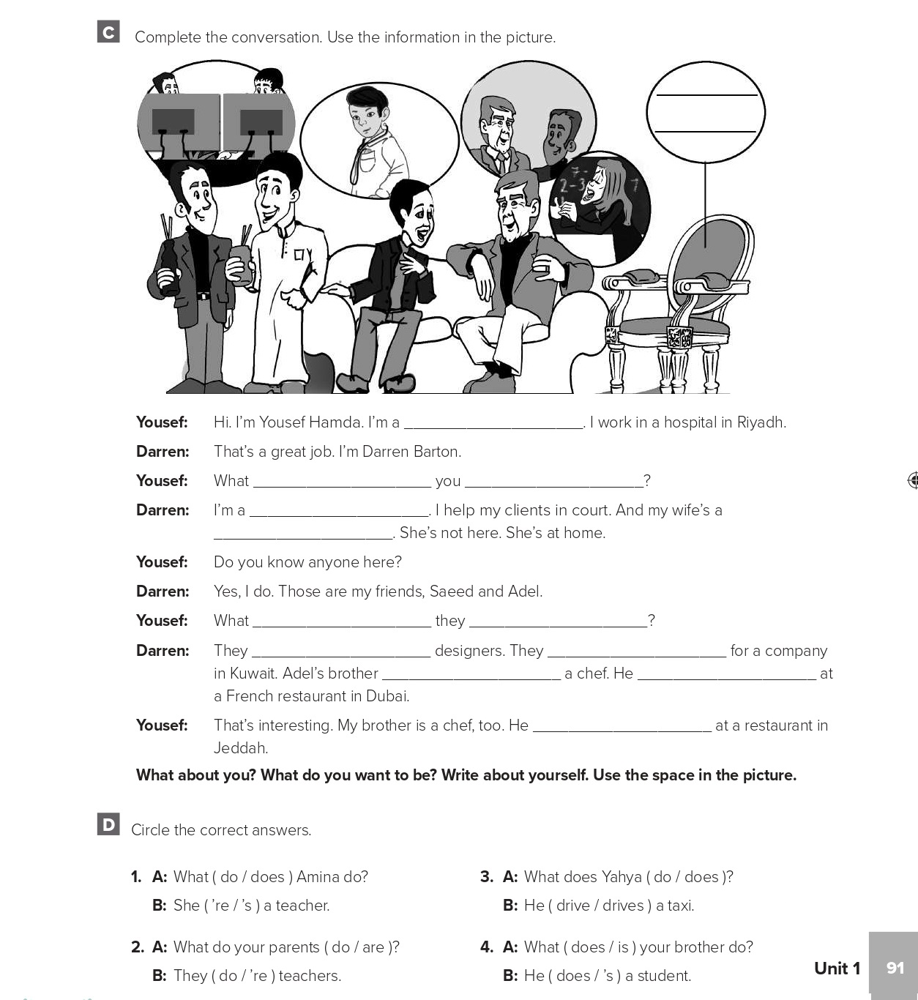 C Complete the conversation. Use the information in the picture.
7-
2-3
7
Yousef: Hi. I'm Yousef Hamda. I'm a ____________________. I work in a hospital in Riyadh.
Darren: That's a great job. I'm Darren Barton.
Yousef: What ____________________ you ____________________?
Darren: I'm a ____________________. I help my clients in court. And my wife's a
____________________. She's not here. She's at home.
Yousef: Do you know anyone here?
Darren: Yes, I do. Those are my friends, Saeed and Adel.
Yousef: What ____________________ they ____________________?
Darren: They ____________________ designers. They ____________________ for a company
in Kuwait. Adel's brother ____________________ a chef. He ____________________ at
a French restaurant in Dubai.
Yousef: That's interesting. My brother is a chef, too. He ____________________ at a restaurant in
Jeddah.
What about you? What do you want to be? Write about yourself. Use the space in the picture.
D Circle the correct answers.
1. A: What ( do / does ) Amina do?
B: She ( 're / 's ) a teacher.
2. A: What do your parents ( do / are )?
B: They ( do / 're ) teachers.
3. A: What does Yahya ( do / does )?
B: He ( drive / drives ) a taxi.
4. A: What ( does / is ) your brother do?
B: He ( does / 's ) a student.
Unit 1 91